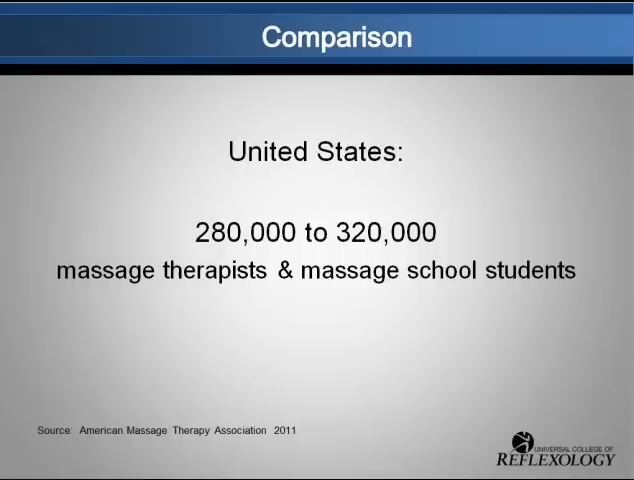 Comparison
United States:
280,000 to 320,000
massage therapists & massage school students
Source: American Massage Therapy Association 2011
UNIVERSAL COLLEGE OF
REFLEXOLOGY